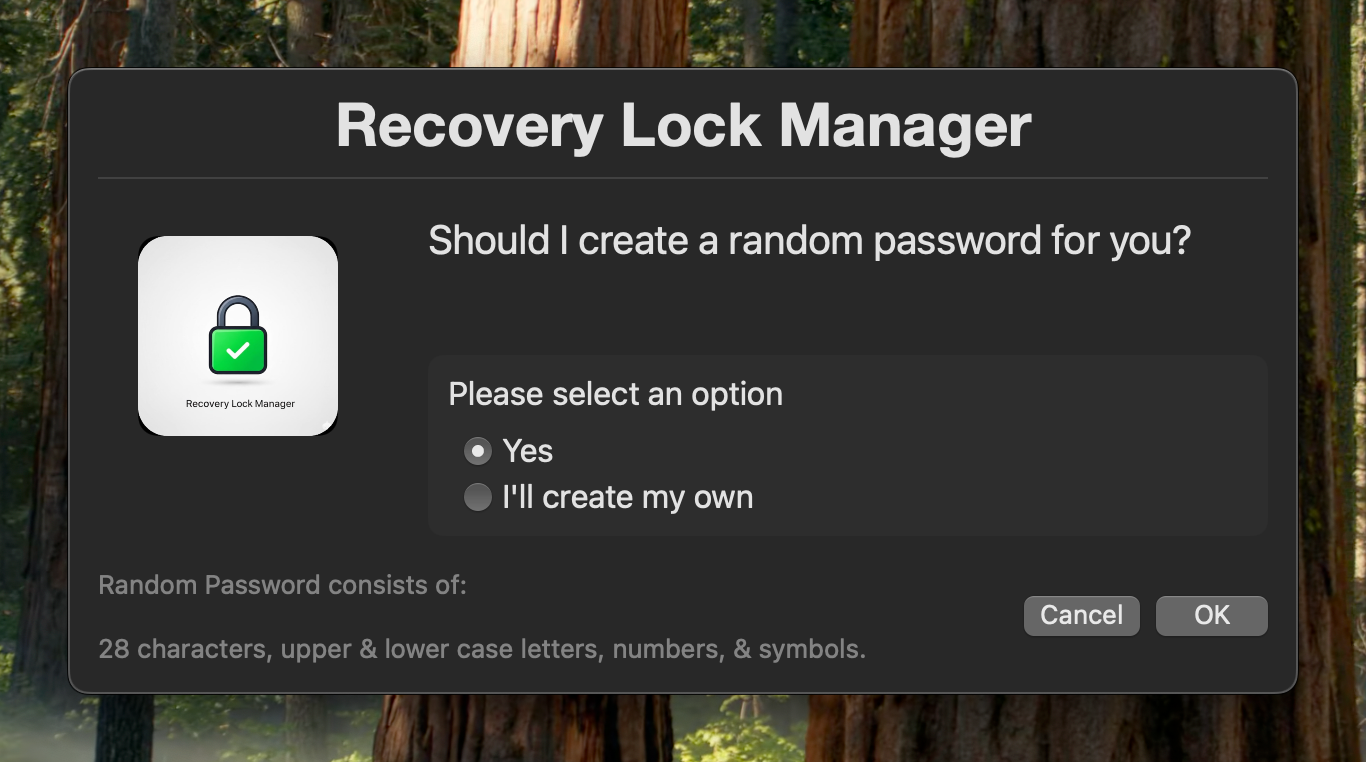 Recovery Lock Manager
Should I create a random password for you?
Recovery Lock Manager
Please select an option
Yes
I'll create my own
Random Password consists of:
28 characters, upper & lower case letters, numbers, & symbols.
Cancel
OK